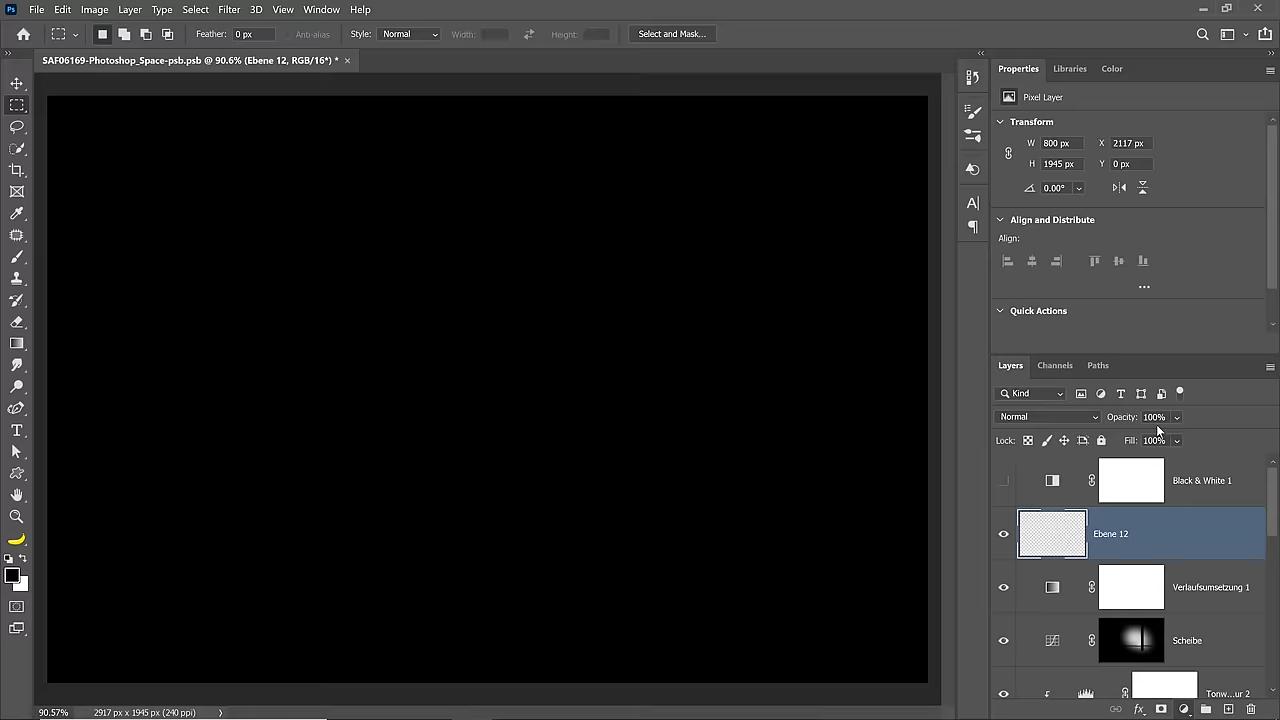 Ps File Edit Image Layer Type Select Filter 3D View Window Help
Feather: 0 px Anti-alias Style: Normal Width: Height: Select and Mask...
SAF06169-Photoshop_Space-psb.psb @ 90.6% (Ebene 12, RGB/16*) *
Properties Libraries Color
Pixel Layer
Transform
W 800 px X 2117 px
H 1945 px Y 0 px
0.00°
Align and Distribute
Align:
Quick Actions
Layers Channels Paths
Kind
Normal Opacity: 100%
Lock: Fill: 100%
Black & White 1
Ebene 12
Verlaufsumsetzung 1
Scheibe
Tonw...ur 2
90.57% 2917 px x 1945 px (240 ppi)